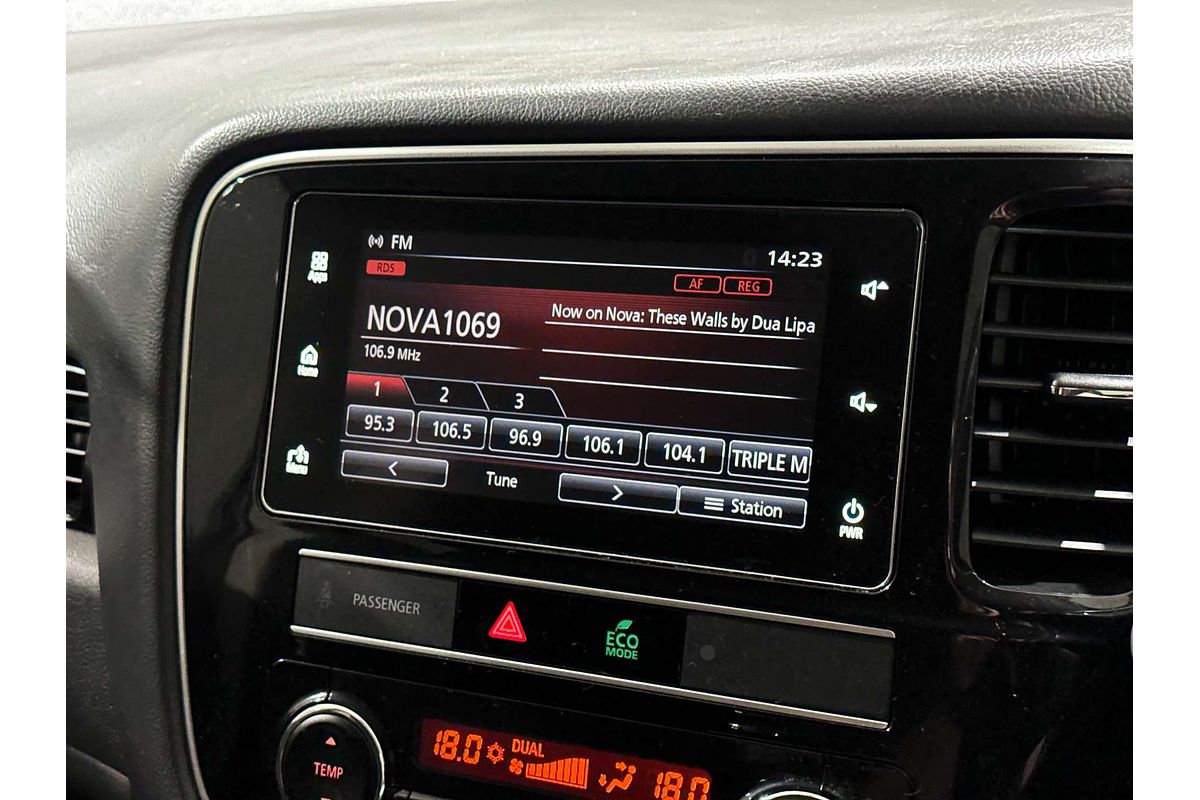 FM
14:23
RDS
AF REG
Apps
NOVA1069
Now on Nova: These Walls by Dua Lipa
106.9 MHz
Home
1 2 3
95.3 106.5 96.9 106.1 104.1 TRIPLE M
Menu
< Tune > Station
PWR
PASSENGER
ECO
MODE
TEMP
18.0 DUAL 18.0